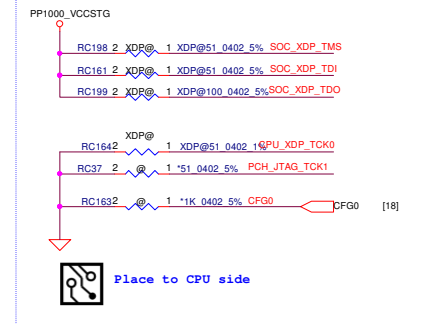 PP1000_VCCSTG
RC198 2 XDP@ 1 XDP@51_0402_5% SOC_XDP_TMS
RC161 2 XDP@ 1 XDP@51_0402_5% SOC_XDP_TDI
RC199 2 XDP@ 1 XDP@100_0402_5% SOC_XDP_TDO
XDP@
RC164 2 1 XDP@51_0402_1% CPU_XDP_TCK0
RC37 2 @ 1 *51_0402_5% PCH_JTAG_TCK1
RC163 2 @ 1 *1K_0402_5% CFG0 CFG0 [18]
Place to CPU side